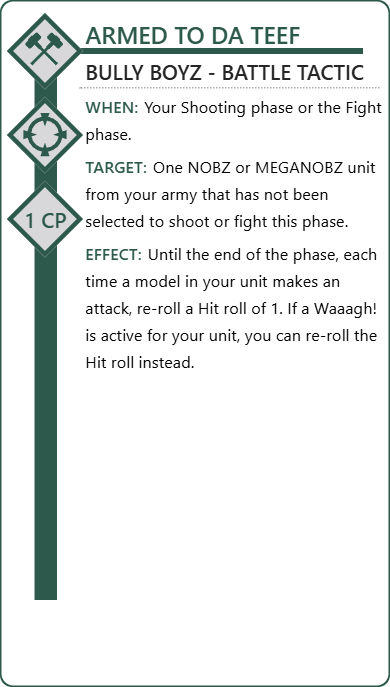 ARMED TO DA TEEF
BULLY BOYZ - BATTLE TACTIC
WHEN: Your Shooting phase or the Fight
phase.
TARGET: One NOBZ or MEGANOBZ unit
from your army that has not been
selected to shoot or fight this phase.
1 CP
EFFECT: Until the end of the phase, each
time a model in your unit makes an
attack, re-roll a Hit roll of 1. If a Waaagh!
is active for your unit, you can re-roll the
Hit roll instead.